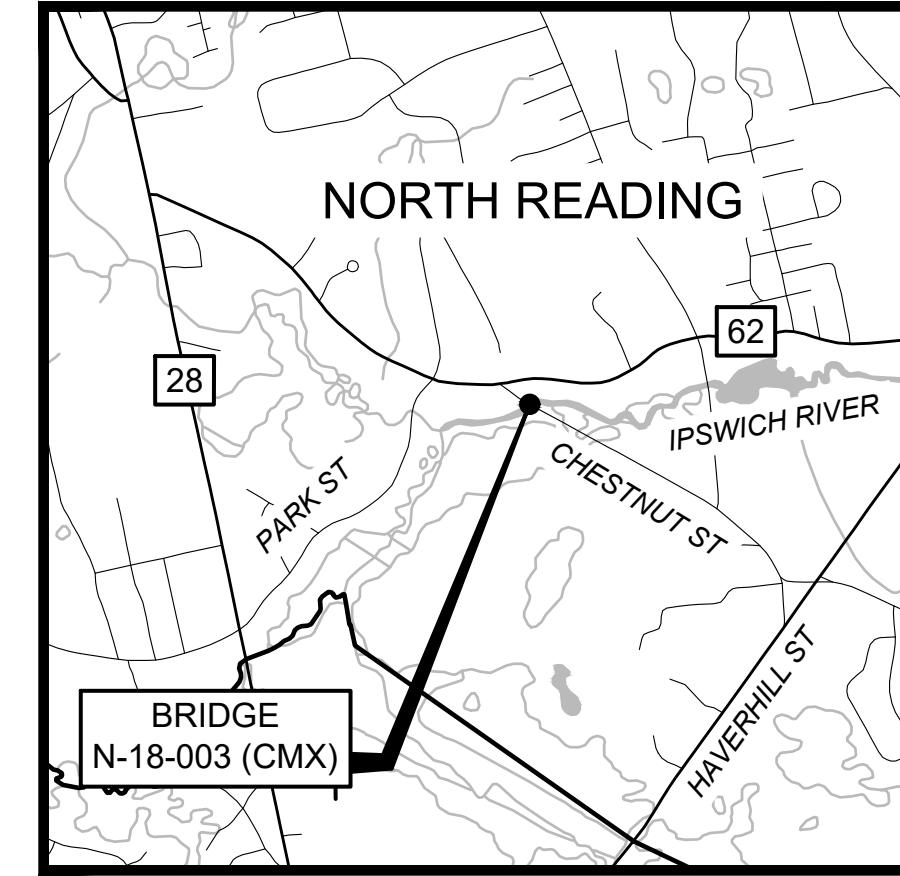 NORTH READING
62
28
IPSWICH RIVER
CHESTNUT ST
PARK ST
HAVERHILL ST
BRIDGE
N-18-003 (CMX)